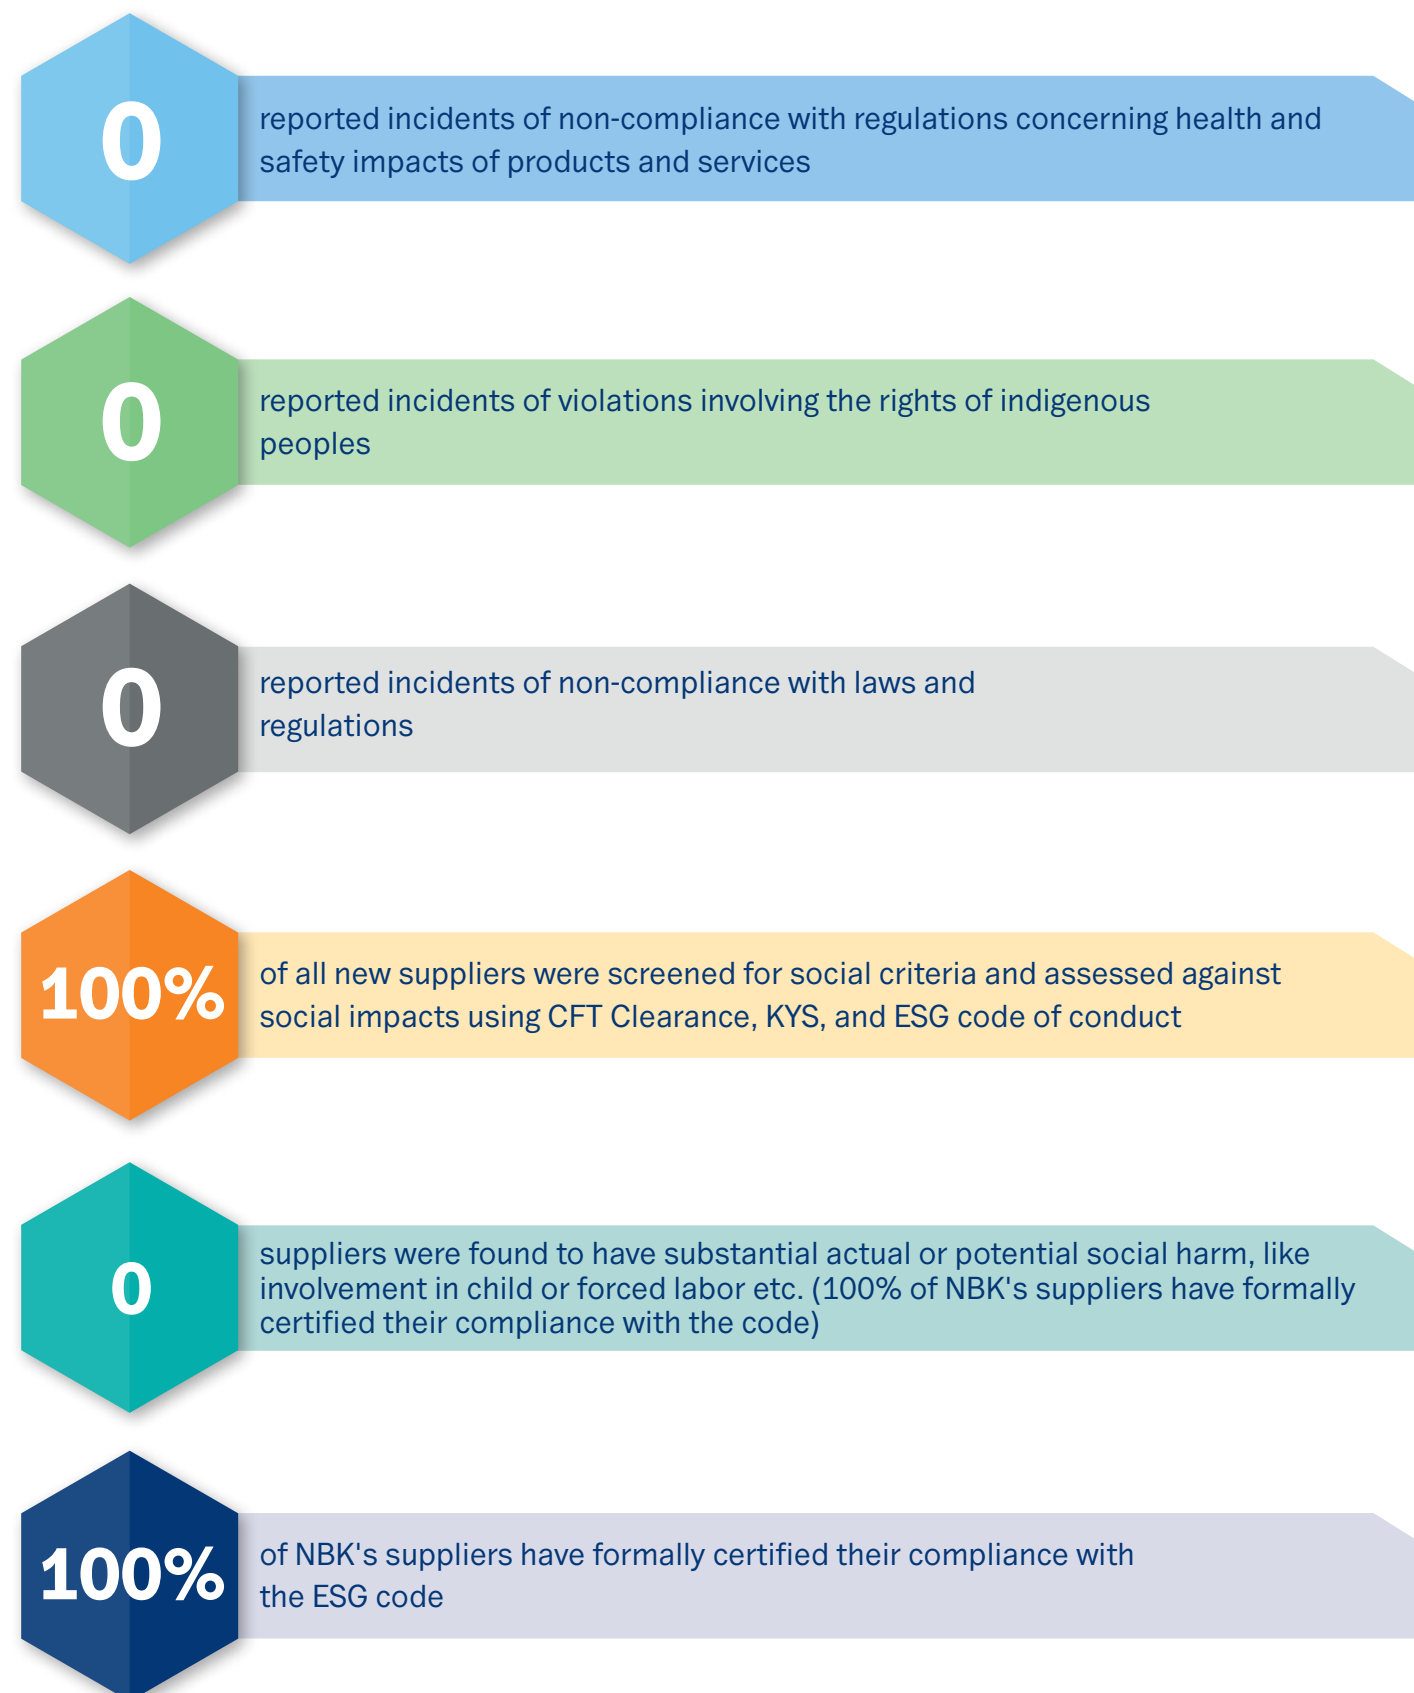 0
reported incidents of non-compliance with regulations concerning health and
safety impacts of products and services
0
reported incidents of violations involving the rights of indigenous
peoples
0
reported incidents of non-compliance with laws and
regulations
100%
of all new suppliers were screened for social criteria and assessed against
social impacts using CFT Clearance, KYS, and ESG code of conduct
0
suppliers were found to have substantial actual or potential social harm, like
involvement in child or forced labor etc. (100% of NBK's suppliers have formally
certified their compliance with the code)
100%
of NBK's suppliers have formally certified their compliance with
the ESG code